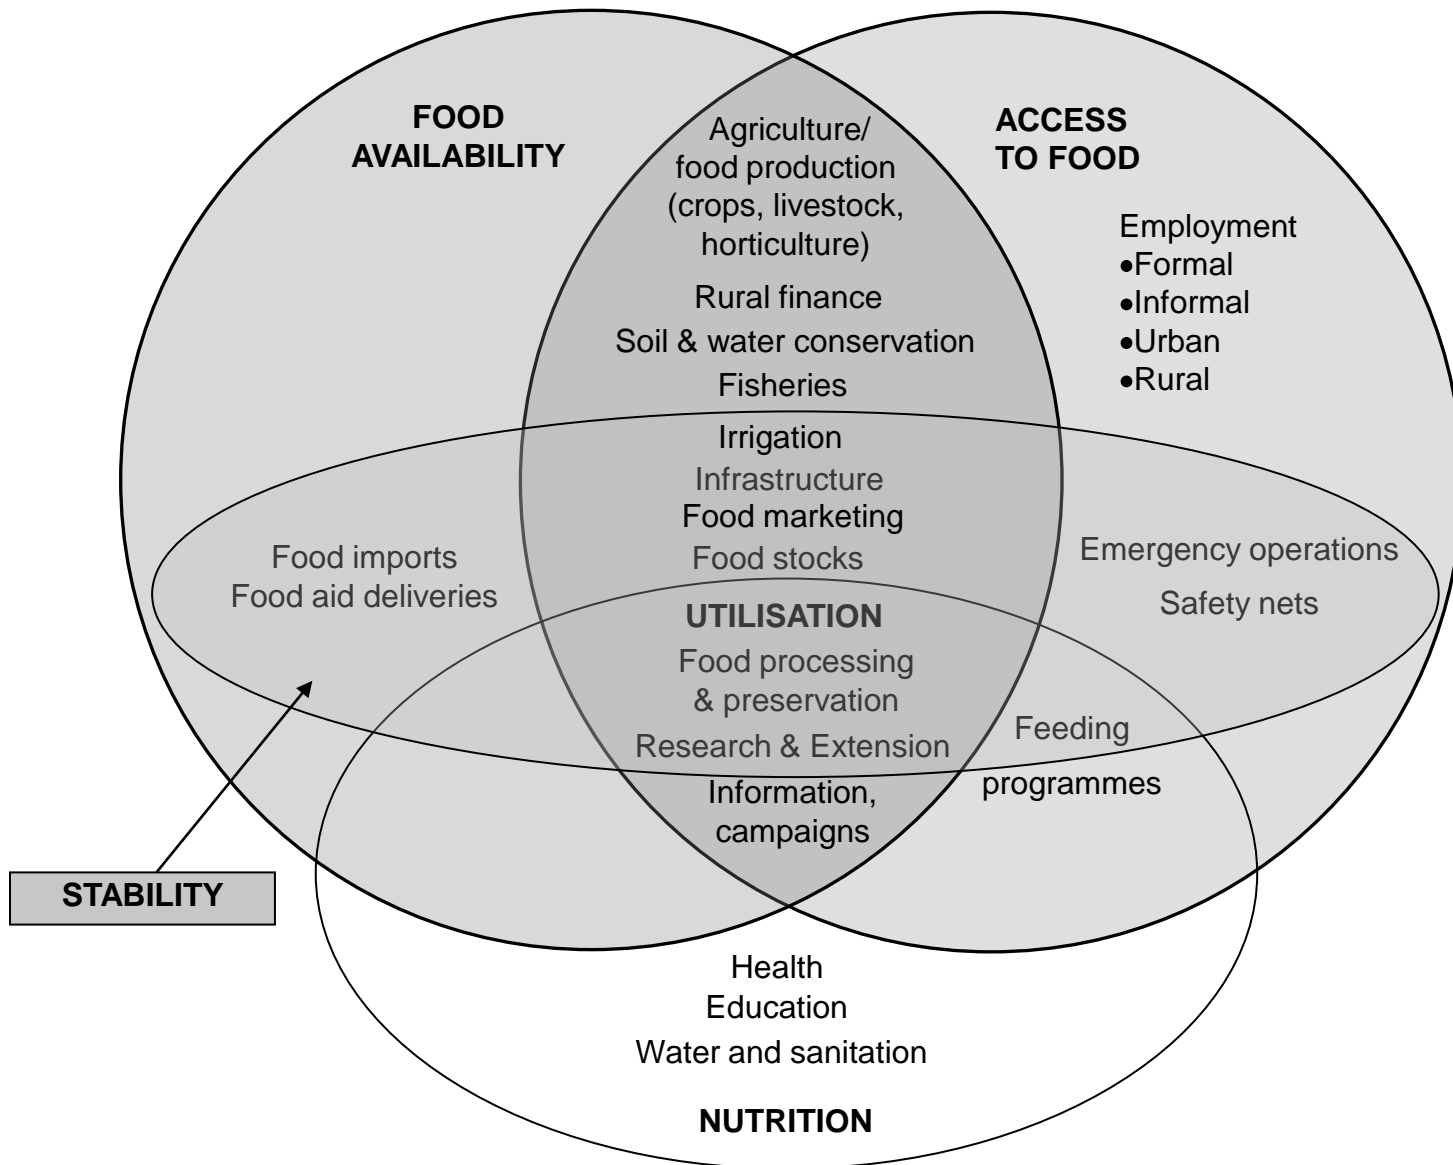 FOOD
AVAILABILITY
Agriculture/
food production
(crops, livestock,
horticulture)
Rural finance
Soil & water conservation
Fisheries
ACCESS
TO FOOD
Employment
•Formal
•Informal
•Urban
•Rural
Irrigation
Infrastructure
Food marketing
Food stocks
Food imports
Food aid deliveries
Emergency operations
Safety nets
UTILISATION
Food processing
& preservation
Research & Extension
Feeding
programmes
Information,
campaigns
STABILITY
Health
Education
Water and sanitation
NUTRITION